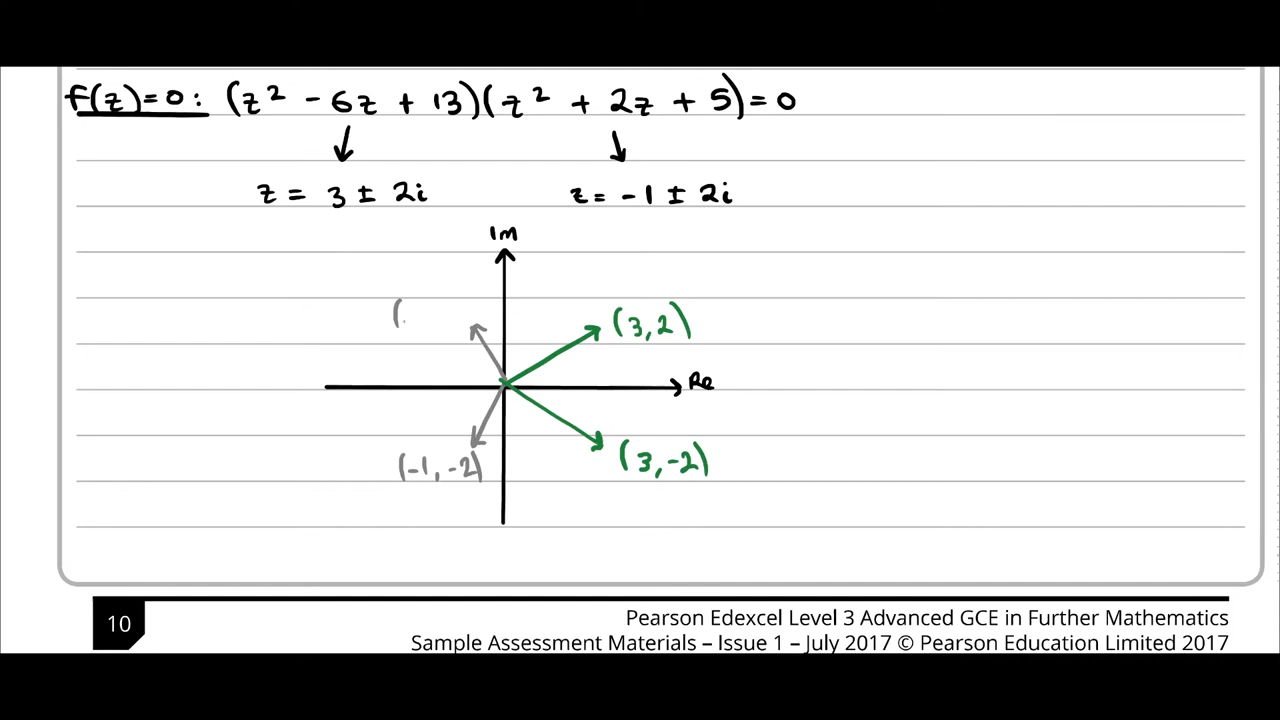 f(z)=0: (z² - 6z + 13)(z² + 2z + 5) = 0
z = 3 ± 2i z = -1 ± 2i
Im
( (3, 2)
Re
(-1, -2) (3, -2)
10 Pearson Edexcel Level 3 Advanced GCE in Further Mathematics
Sample Assessment Materials – Issue 1 – July 2017 © Pearson Education Limited 2017